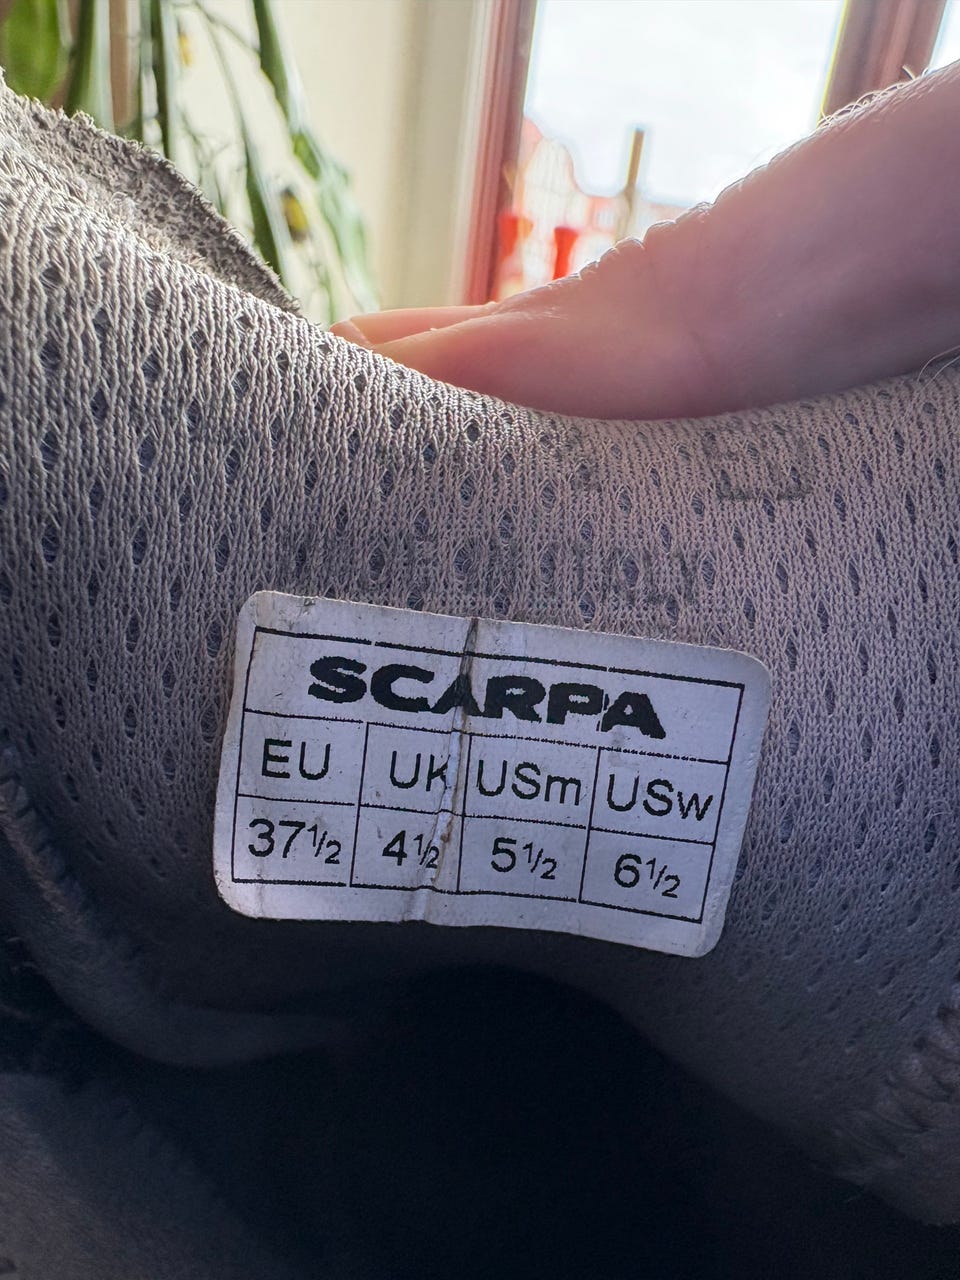 SCARPA
EU UK USm USw
37½ 4½ 5½ 6½